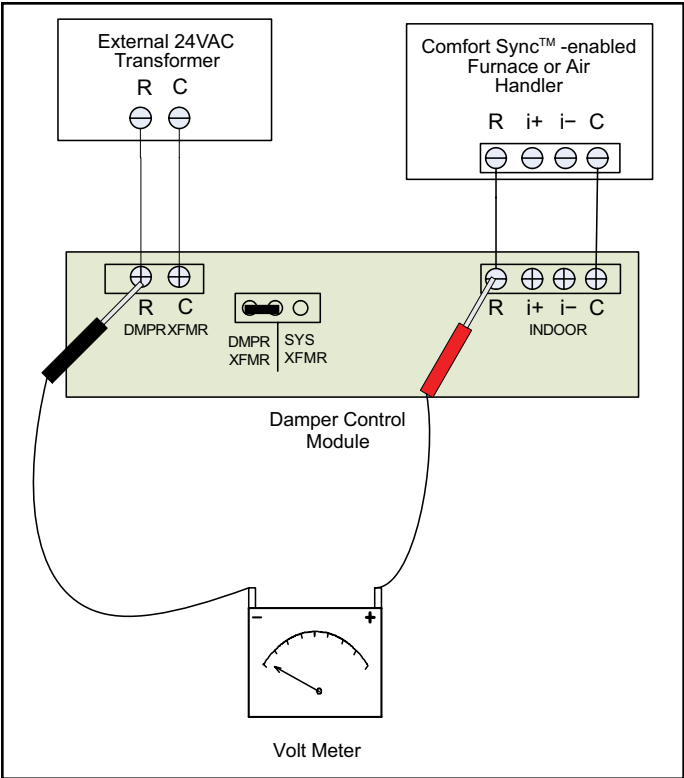 External 24VAC
Transformer
R C
Comfort Sync™ -enabled
Furnace or Air
Handler
R i+ i− C
R C
DMPR XFMR
DMPR
XFMR
SYS
XFMR
R i+ i− C
INDOOR
Damper Control
Module
− +
Volt Meter